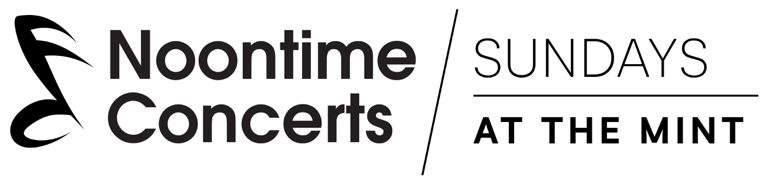 Noontime
Concerts
SUNDAYS
AT THE MINT